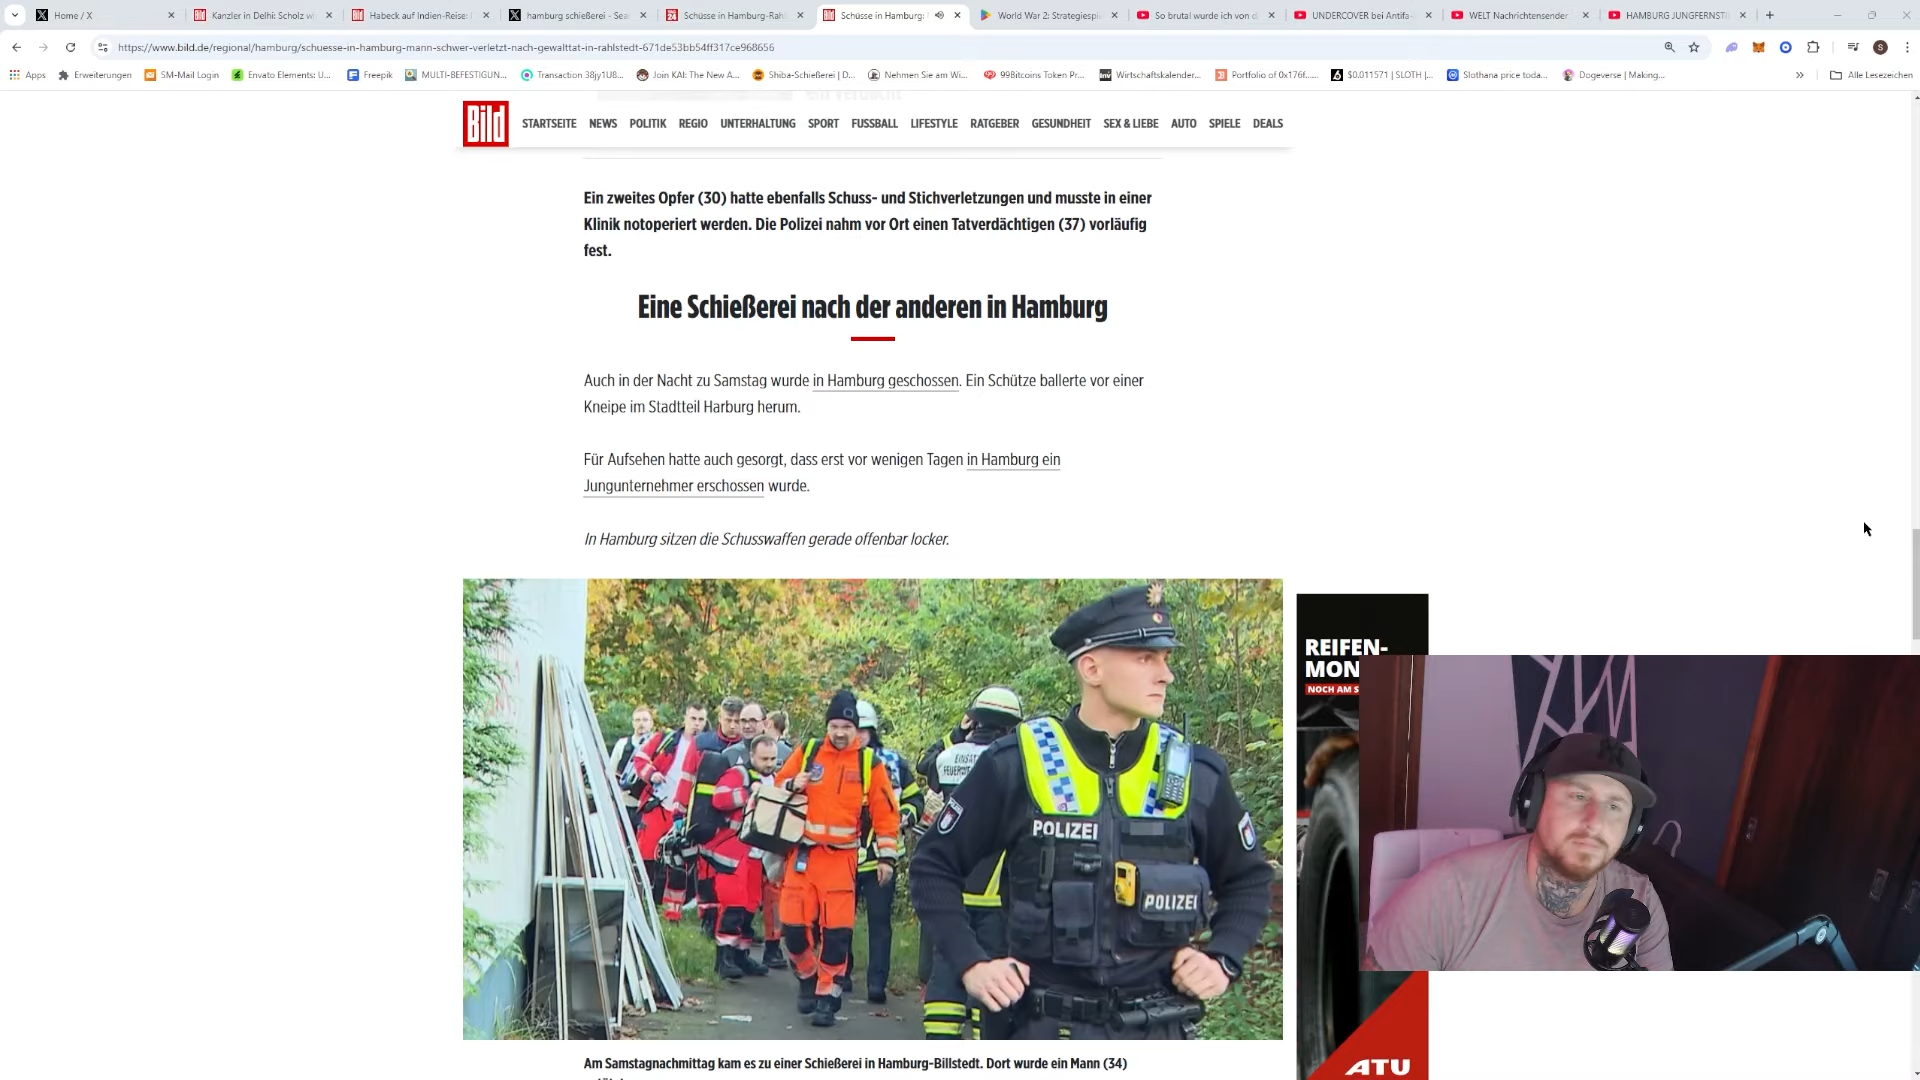 Home / X
Kanzler in Delhi: Scholz wi
Habeck auf Indien-Reise:
hamburg schießerei - Sea
Schüsse in Hamburg-Rahl
Schüsse in Hamburg:
World War 2: Strategiespi
So brutal wurde ich von d
UNDERCOVER bei Antifa-
WELT Nachrichtensender
HAMBURG JUNGFERNSTI
https://www.bild.de/regional/hamburg/schuesse-in-hamburg-mann-schwer-verletzt-nach-gewalttat-in-rahlstedt-671de53bb54ff317ce968656
Apps
Erweiterungen
SM-Mail Login
Envato Elements: U...
Freepik
MULTI-BEFESTIGUN...
Transaction 38jy1U8...
Join KAI: The New A...
Shiba-Schießerei | D...
Nehmen Sie am Wi...
99Bitcoins Token Pr...
Wirtschaftskalender...
Portfolio of 0x176f......
$0.011571 | SLOTH |...
Slothana price toda...
Dogeverse | Making...
Alle Lesezeichen
Bild
STARTSEITE NEWS POLITIK REGIO UNTERHALTUNG SPORT FUSSBALL LIFESTYLE RATGEBER GESUNDHEIT SEX & LIEBE AUTO SPIELE DEALS
Ein zweites Opfer (30) hatte ebenfalls Schuss- und Stichverletzungen und musste in einer
Klinik notoperiert werden. Die Polizei nahm vor Ort einen Tatverdächtigen (37) vorläufig
fest.
Eine Schießerei nach der anderen in Hamburg
Auch in der Nacht zu Samstag wurde in Hamburg geschossen. Ein Schütze ballerte vor einer
Kneipe im Stadtteil Harburg herum.
Für Aufsehen hatte auch gesorgt, dass erst vor wenigen Tagen in Hamburg ein
Jungunternehmer erschossen wurde.
In Hamburg sitzen die Schusswaffen gerade offenbar locker.
REIFEN-
MON
NOCH AM S
POLIZEI
POLIZEI
ATU
Am Samstagnachmittag kam es zu einer Schießerei in Hamburg-Billstedt. Dort wurde ein Mann (34)